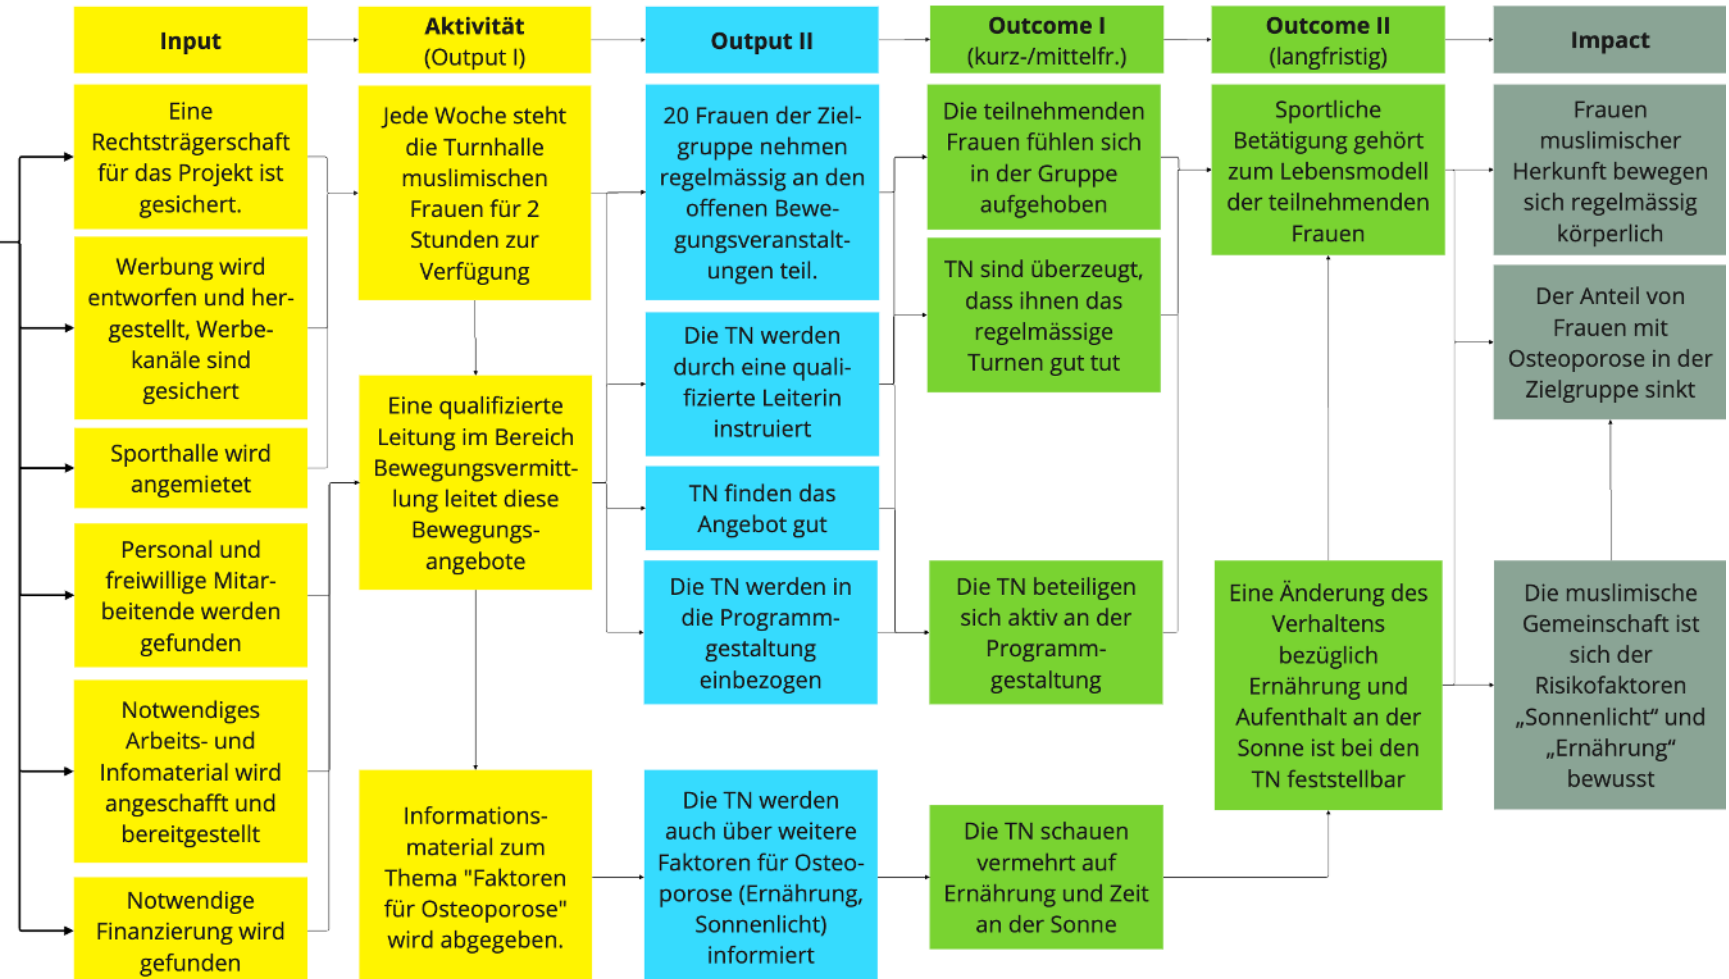 Input
Aktivität
(Output I)
Output II
Outcome I
(kurz-/mittelfr.)
Outcome II
(langfristig)
Impact
Eine
Rechtsträgerschaft
für das Projekt ist
gesichert.
Werbung wird
entworfen und her-
gestellt, Werbe-
kanäle sind
gesichert
Sporthalle wird
angemietet
Personal und
freiwillige Mitar-
beitende werden
gefunden
Notwendiges
Arbeits- und
Infomaterial wird
angeschafft und
bereitgestellt
Notwendige
Finanzierung wird
gefunden
Jede Woche steht
die Turnhalle
muslimischen
Frauen für 2
Stunden zur
Verfügung
Eine qualifizierte
Leitung im Bereich
Bewegungsvermitt-
lung leitet diese
Bewegungs-
angebote
Informations-
material zum
Thema "Faktoren
für Osteoporose"
wird abgegeben.
20 Frauen der Ziel-
gruppe nehmen
regelmässig an den
offenen Bewe-
gungsveranstalt-
ungen teil.
Die TN werden
durch eine quali-
fizierte Leiterin
instruiert
TN finden das
Angebot gut
Die TN werden in
die Programm-
gestaltung
einbezogen
Die TN werden
auch über weitere
Faktoren für Osteo-
porose (Ernährung,
Sonnenlicht)
informiert
Die teilnehmenden
Frauen fühlen sich
in der Gruppe
aufgehoben
TN sind überzeugt,
dass ihnen das
regelmässige
Turnen gut tut
Die TN beteiligen
sich aktiv an der
Programm-
gestaltung
Die TN schauen
vermehrt auf
Ernährung und Zeit
an der Sonne
Sportliche
Betätigung gehört
zum Lebensmodell
der teilnehmenden
Frauen
Eine Änderung des
Verhaltens
bezüglich
Ernährung und
Aufenthalt an der
Sonne ist bei den
TN feststellbar
Frauen
muslimischer
Herkunft bewegen
sich regelmässig
körperlich
Der Anteil von
Frauen mit
Osteoporose in der
Zielgruppe sinkt
Die muslimische
Gemeinschaft ist
sich der
Risikofaktoren
„Sonnenlicht“ und
„Ernährung“
bewusst